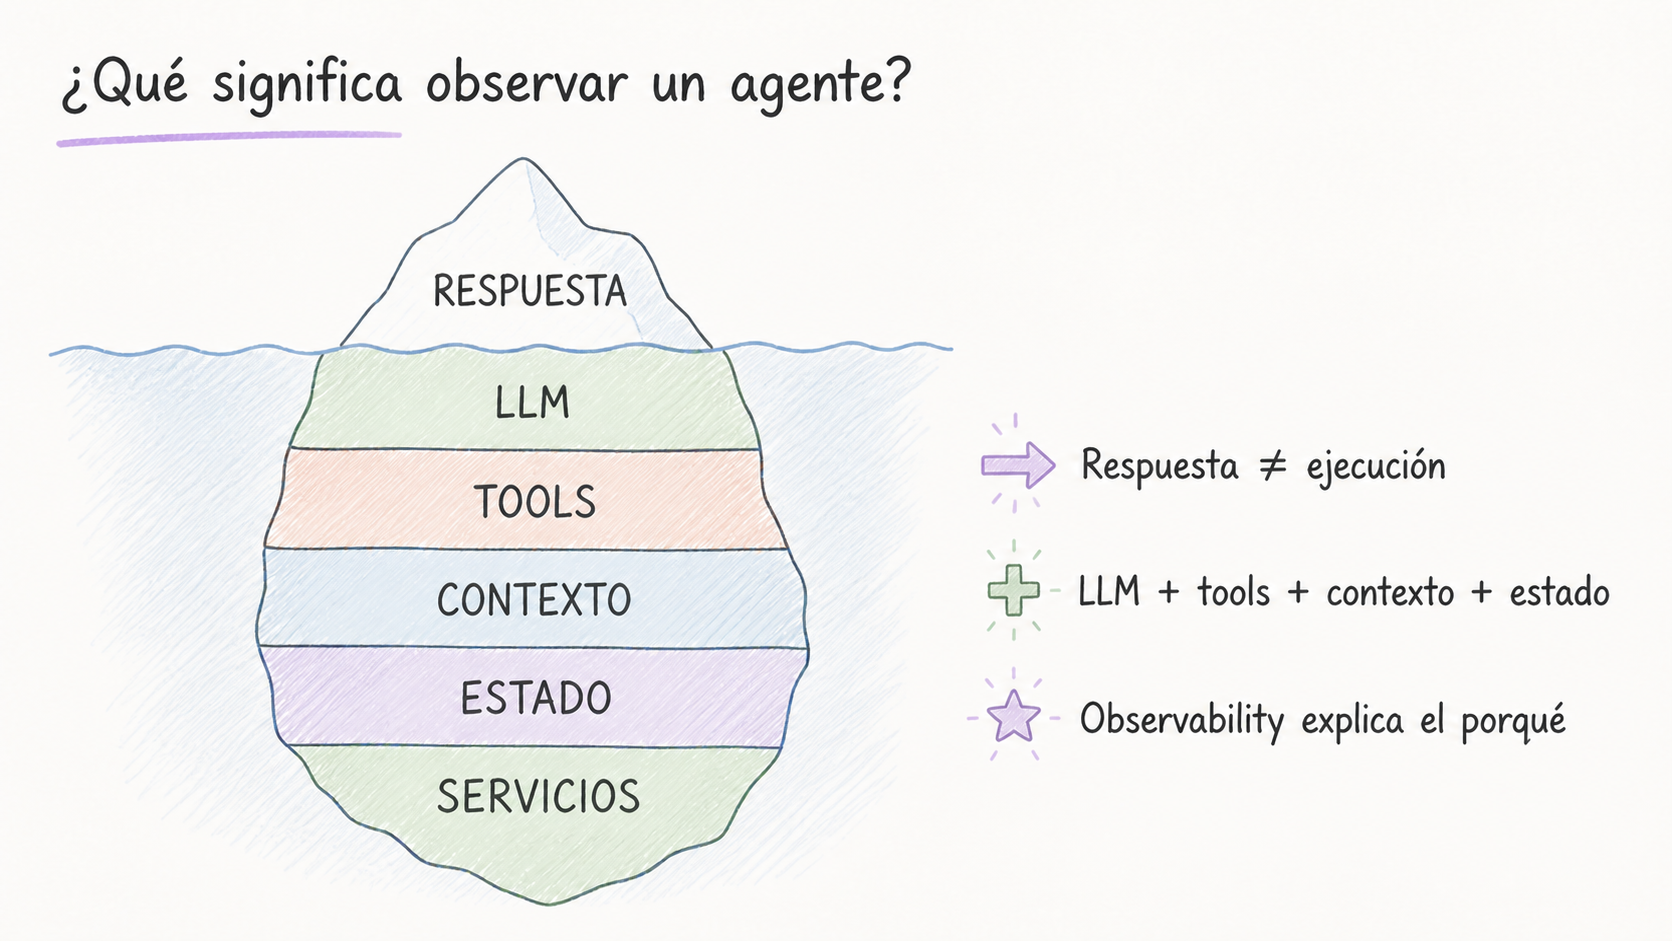 ¿Qué significa observar un agente?
RESPUESTA
LLM
TOOLS
CONTEXTO
ESTADO
SERVICIOS
Respuesta ≠ ejecución
LLM + tools + contexto + estado
Observability explica el porqué